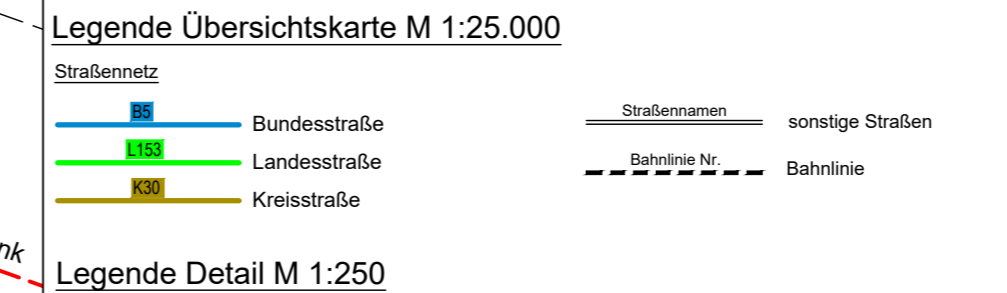 Legende Übersichtskarte M 1:25.000
Straßennetz
B5 Bundesstraße
L153 Landesstraße
K30 Kreisstraße
Straßennamen sonstige Straßen
Bahnlinie Nr. Bahnlinie
nk
Legende Detail M 1:250